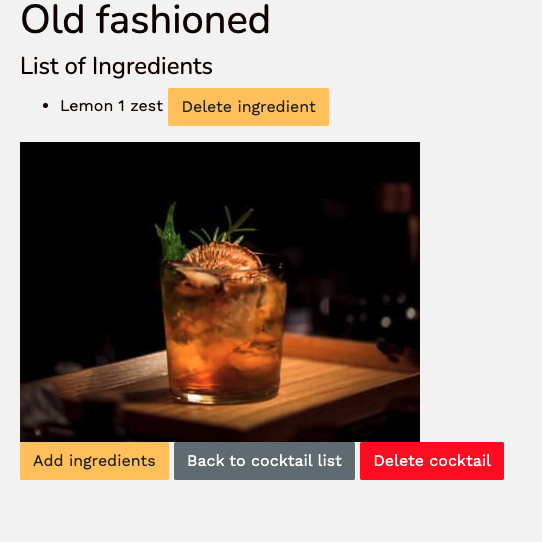 Old fashioned
List of Ingredients
Lemon 1 zest Delete ingredient
Add ingredients Back to cocktail list Delete cocktail